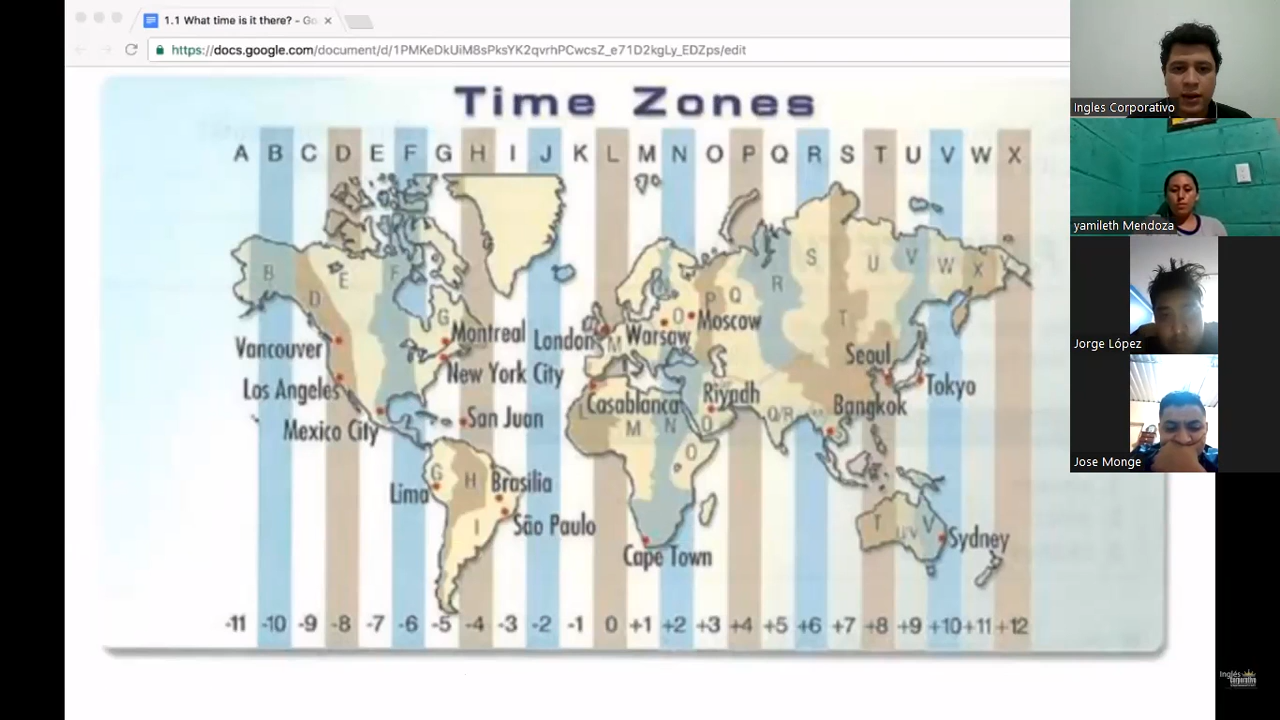 1.1 What time is it there? - Go
https://docs.google.com/document/d/1PMKeDkUiM8sPksYK2qvrhPCwcsZ_e71D2kgLy_EDZps/edit
Time Zones
A B C D E F G H I J K L M N O P Q R S T U V W X
B D E F G
M N O P Q R S T U V W X
Montreal London Warsaw Moscow
Vancouver Seoul
New York City
Los Angeles Casablanca Riyadh Tokyo
Mexico City San Juan Bangkok
L M N O Q/R
G H
O
Lima Brasilia
I São Paulo
T UV V
Sydney
Cape Town
-11 -10 -9 -8 -7 -6 -5 -4 -3 -2 -1 0 +1 +2 +3 +4 +5 +6 +7 +8 +9 +10 +11 +12
Ingles Corporativo
yamileth Mendoza
Jorge López
Jose Monge
Inglés
Corporativo